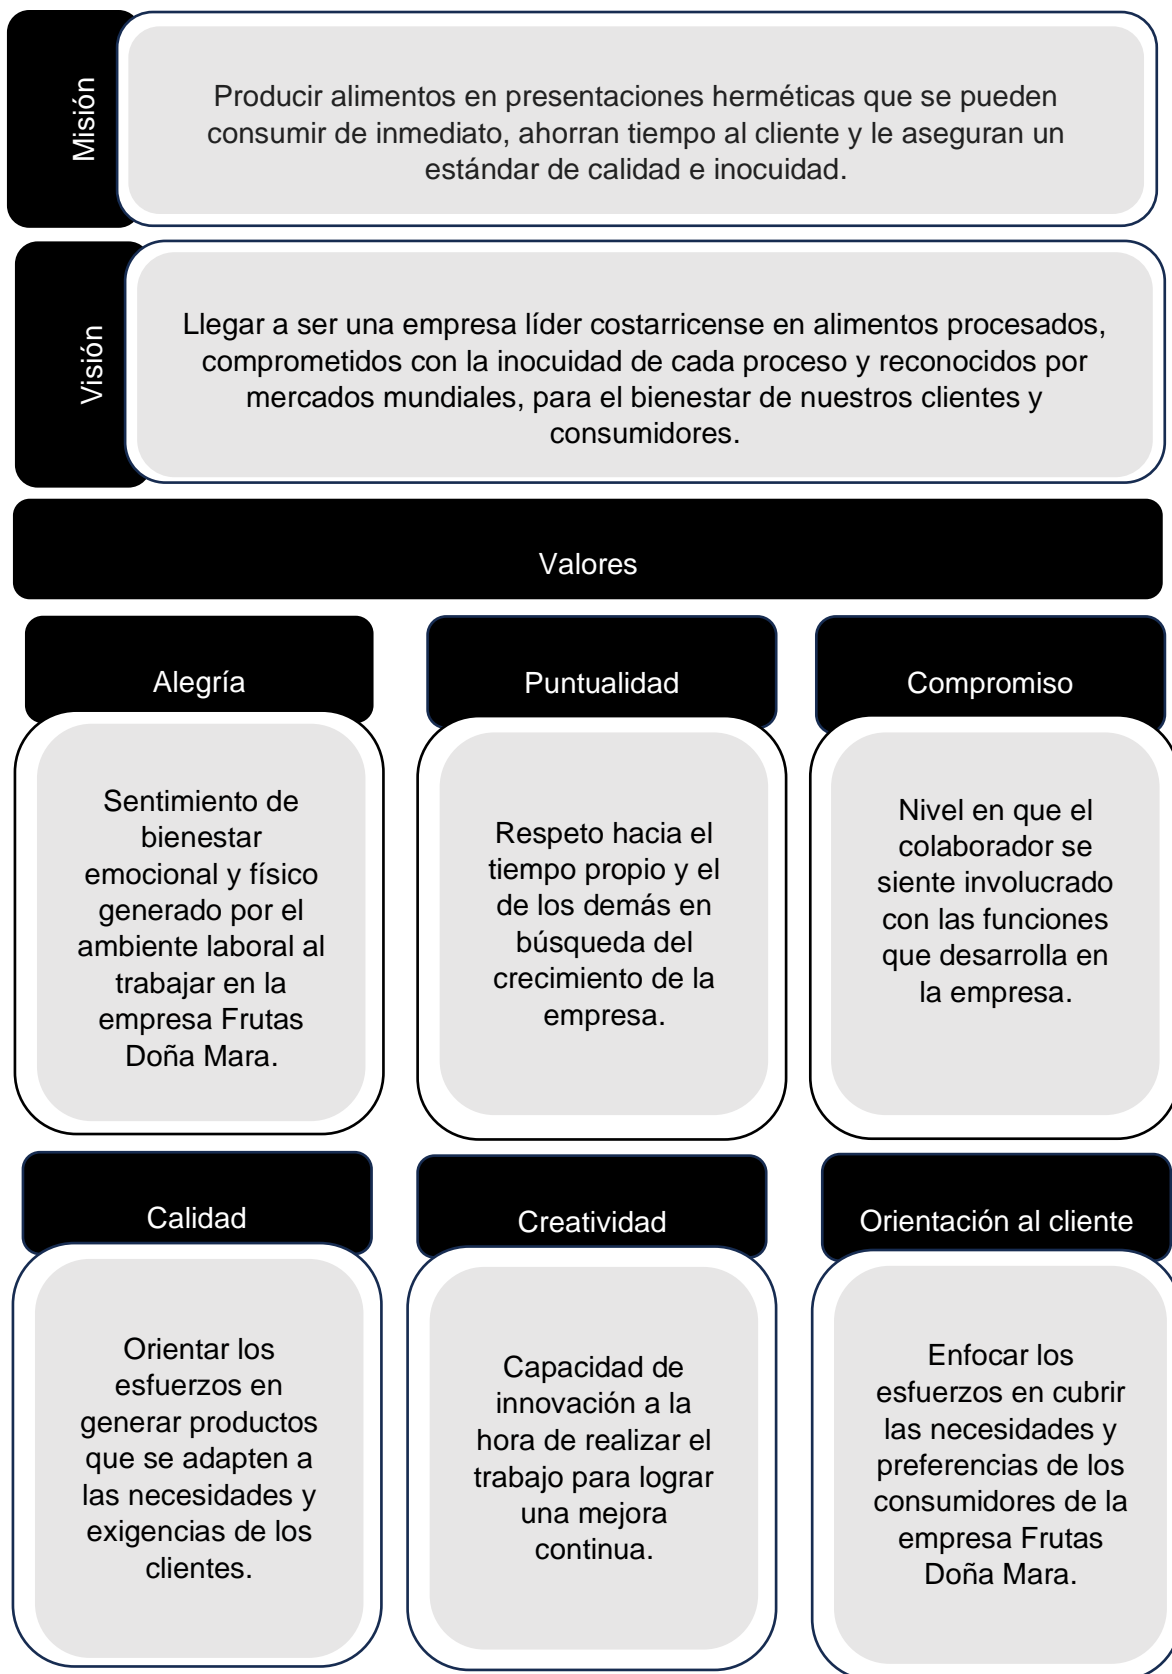 Misión
Producir alimentos en presentaciones herméticas que se pueden
consumir de inmediato, ahorran tiempo al cliente y le aseguran un
estándar de calidad e inocuidad.
Visión
Llegar a ser una empresa líder costarricense en alimentos procesados,
comprometidos con la inocuidad de cada proceso y reconocidos por
mercados mundiales, para el bienestar de nuestros clientes y
consumidores.
Valores
Alegría
Sentimiento de
bienestar
emocional y físico
generado por el
ambiente laboral al
trabajar en la
empresa Frutas
Doña Mara.
Puntualidad
Respeto hacia el
tiempo propio y el
de los demás en
búsqueda del
crecimiento de la
empresa.
Compromiso
Nivel en que el
colaborador se
siente involucrado
con las funciones
que desarrolla en
la empresa.
Calidad
Orientar los
esfuerzos en
generar productos
que se adapten a
las necesidades y
exigencias de los
clientes.
Creatividad
Capacidad de
innovación a la
hora de realizar el
trabajo para lograr
una mejora
continua.
Orientación al cliente
Enfocar los
esfuerzos en cubrir
las necesidades y
preferencias de los
consumidores de la
empresa Frutas
Doña Mara.